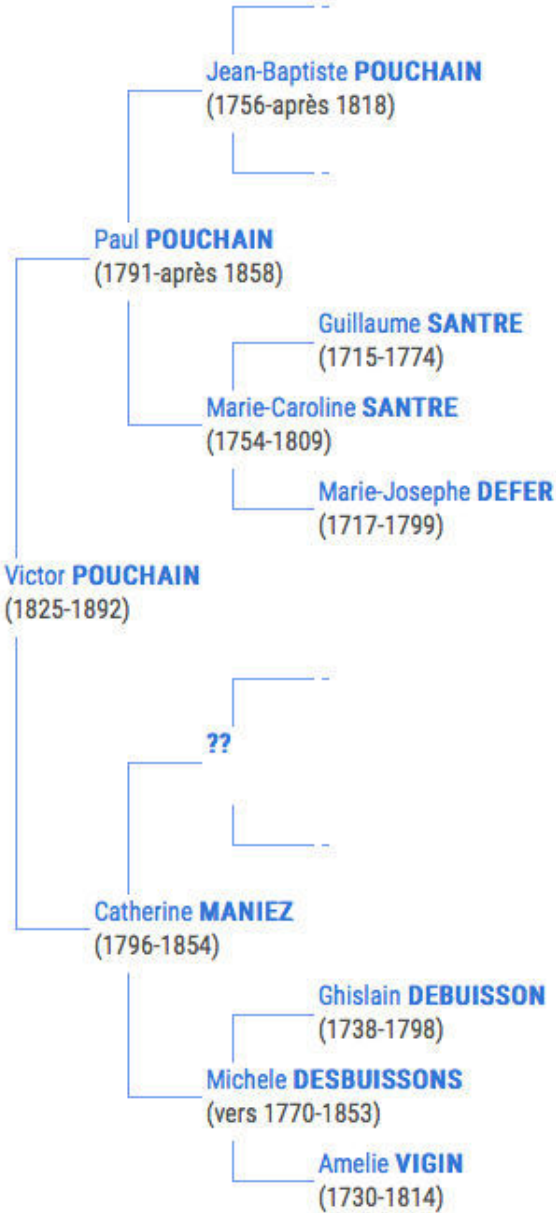 Jean-Baptiste POUCHAIN
(1756-après 1818)
Paul POUCHAIN
(1791-après 1858)
Guillaume SANTRE
(1715-1774)
Marie-Caroline SANTRE
(1754-1809)
Marie-Josephe DEFER
(1717-1799)
Victor POUCHAIN
(1825-1892)
??
Catherine MANIEZ
(1796-1854)
Ghislain DEBUISSON
(1738-1798)
Michele DESBUISSONS
(vers 1770-1853)
Amelie VIGIN
(1730-1814)